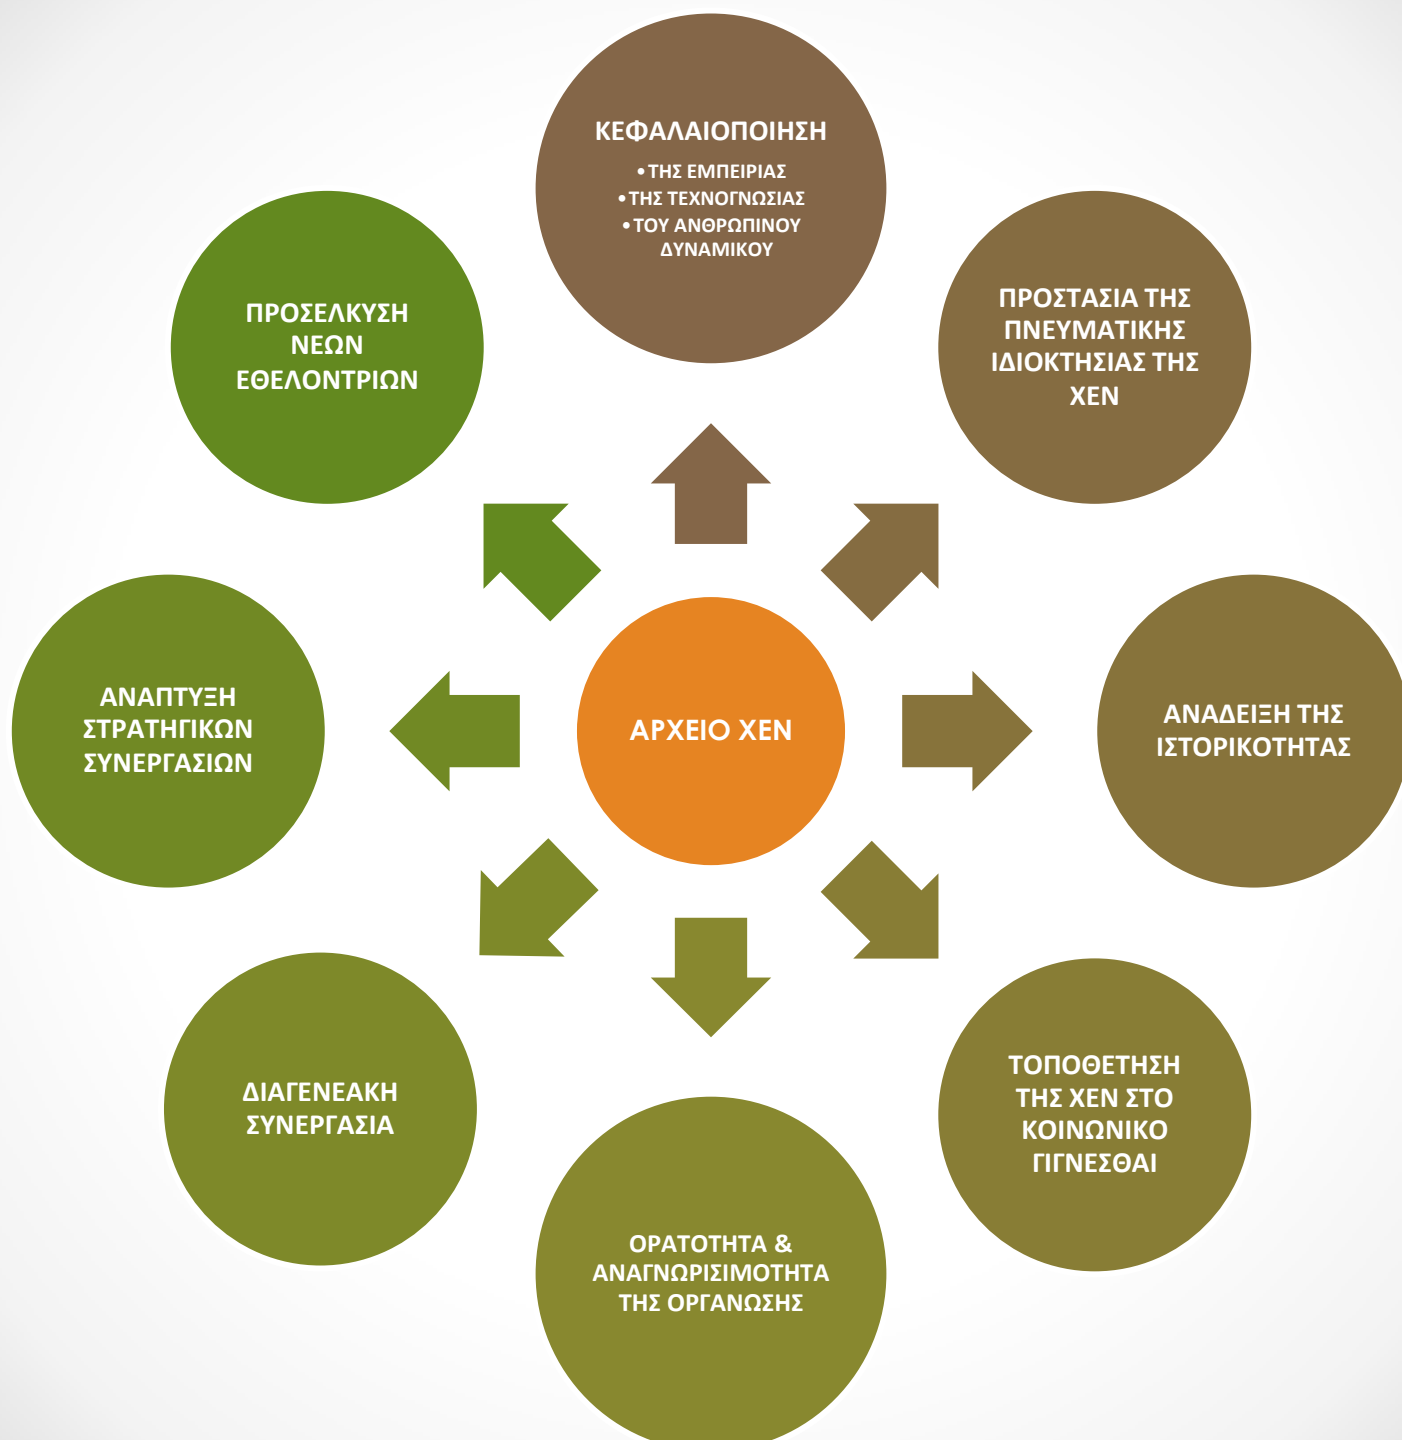 ΚΕΦΑΛΑΙΟΠΟΙΗΣΗ
•ΤΗΣ ΕΜΠΕΙΡΙΑΣ
•ΤΗΣ ΤΕΧΝΟΓΝΩΣΙΑΣ
•ΤΟΥ ΑΝΘΡΩΠΙΝΟΥ
ΔΥΝΑΜΙΚΟΥ
ΠΡΟΣΤΑΣΙΑ ΤΗΣ
ΠΝΕΥΜΑΤΙΚΗΣ
ΙΔΙΟΚΤΗΣΙΑΣ ΤΗΣ
ΧΕΝ
ΑΝΑΔΕΙΞΗ ΤΗΣ
ΙΣΤΟΡΙΚΟΤΗΤΑΣ
ΤΟΠΟΘΕΤΗΣΗ
ΤΗΣ ΧΕΝ ΣΤΟ
ΚΟΙΝΩΝΙΚΟ
ΓΙΓΝΕΣΘΑΙ
ΟΡΑΤΟΤΗΤΑ &
ΑΝΑΓΝΩΡΙΣΙΜΟΤΗΤΑ
ΤΗΣ ΟΡΓΑΝΩΣΗΣ
ΔΙΑΓΕΝΕΑΚΗ
ΣΥΝΕΡΓΑΣΙΑ
ΑΝΑΠΤΥΞΗ
ΣΤΡΑΤΗΓΙΚΩΝ
ΣΥΝΕΡΓΑΣΙΩΝ
ΠΡΟΣΕΛΚΥΣΗ
ΝΕΩΝ
ΕΘΕΛΟΝΤΡΙΩΝ
ΑΡΧΕΙΟ ΧΕΝ